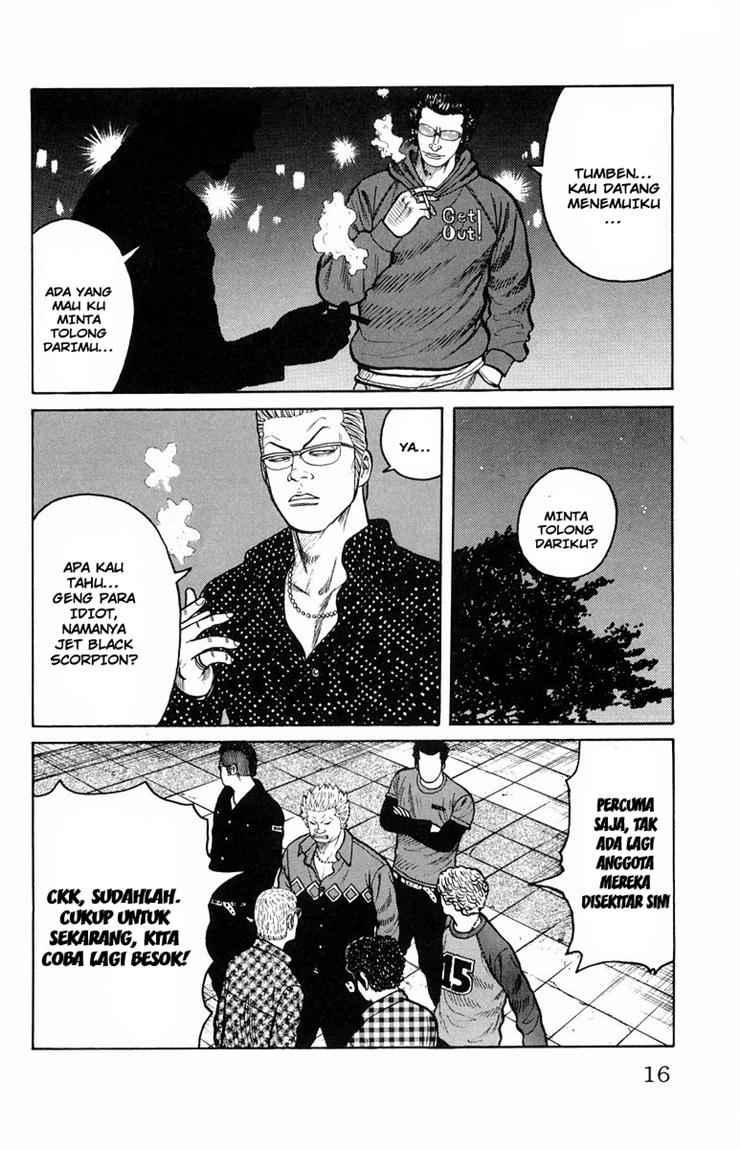 TUMBEN...
KAU DATANG
MENEMUIKU
...
Get
Out!
ADA YANG
MAU KU
MINTA
TOLONG
DARIMU...
MINTA
TOLONG
DARIKU?
YA...
APA KAU
TAHU...
GENG PARA
IDIOT,
NAMANYA
JET BLACK
SCORPION?
PERCUMA
SAJA, TAK
ADA LAGI
ANGGOTA
MEREKA
DISEKITAR SINI
CKK, SUDAHLAH.
CUKUP UNTUK
SEKARANG, KITA
COBA LAGI BESOK!
15
16